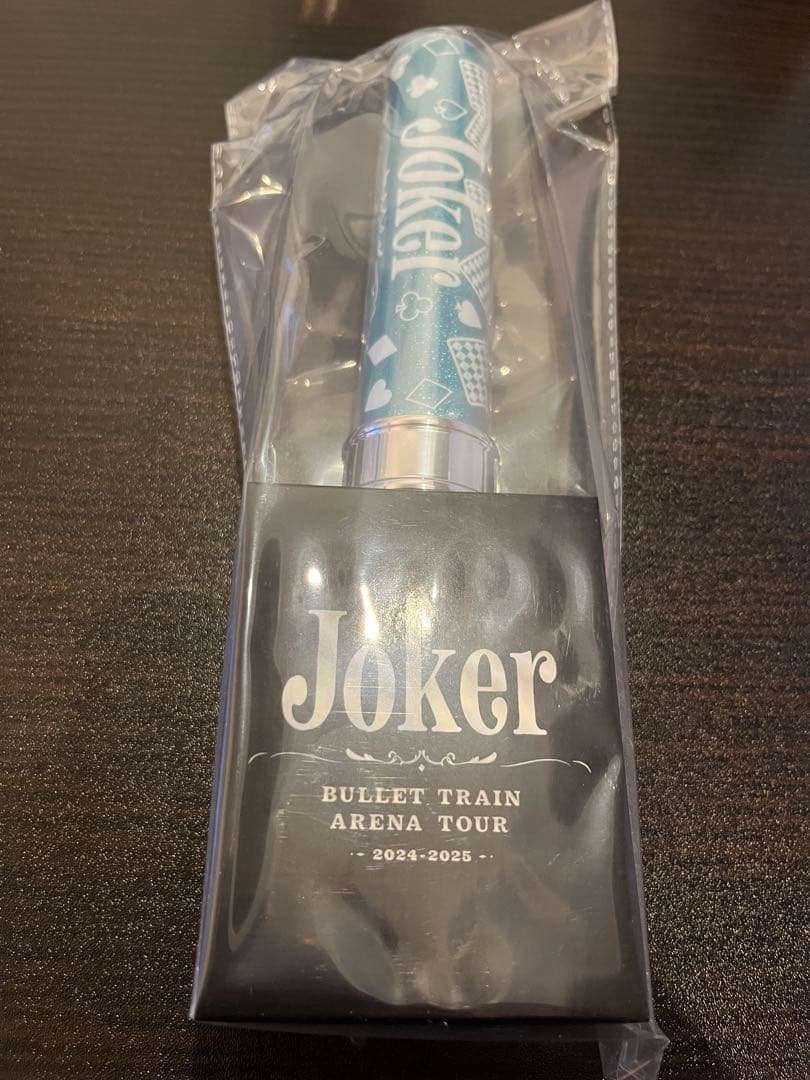 Joker
Joker
BULLET TRAIN
ARENA TOUR
2024-2025